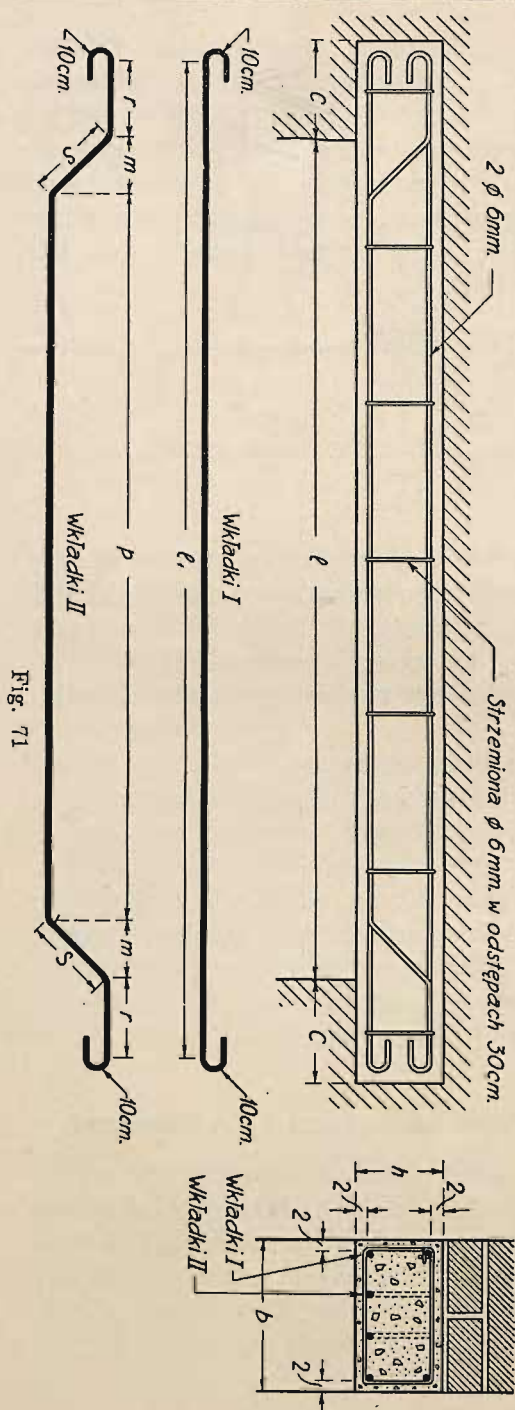 2 ϕ 6mm.
Strzemiona ϕ 6mm. w odstępach 30cm.
C
l
C
h
2
2
2
2
b
Wkładki I
Wkładki II
10cm.
Wkładki I
10cm.
l₁
10cm.
r
m
S
p
m
r
S
10cm.
Wkładki II
Fig. 71